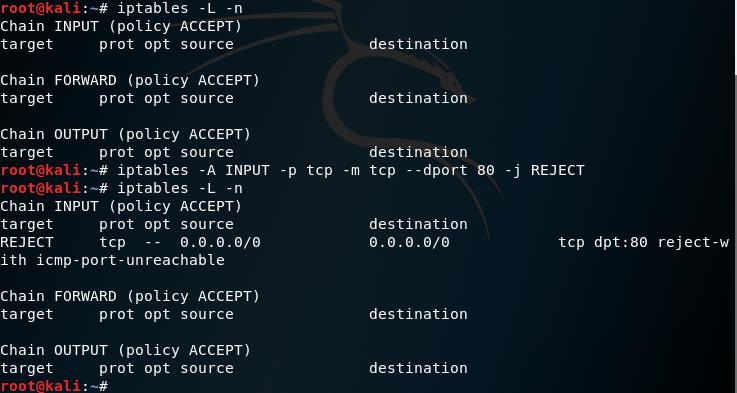 root@kali:~# iptables -L -n
Chain INPUT (policy ACCEPT)
target     prot opt source               destination

Chain FORWARD (policy ACCEPT)
target     prot opt source               destination

Chain OUTPUT (policy ACCEPT)
target     prot opt source               destination
root@kali:~# iptables -A INPUT -p tcp -m tcp --dport 80 -j REJECT
root@kali:~# iptables -L -n
Chain INPUT (policy ACCEPT)
target     prot opt source               destination
REJECT     tcp  --  0.0.0.0/0            0.0.0.0/0            tcp dpt:80 reject-w
ith icmp-port-unreachable

Chain FORWARD (policy ACCEPT)
target     prot opt source               destination

Chain OUTPUT (policy ACCEPT)
target     prot opt source               destination
root@kali:~#